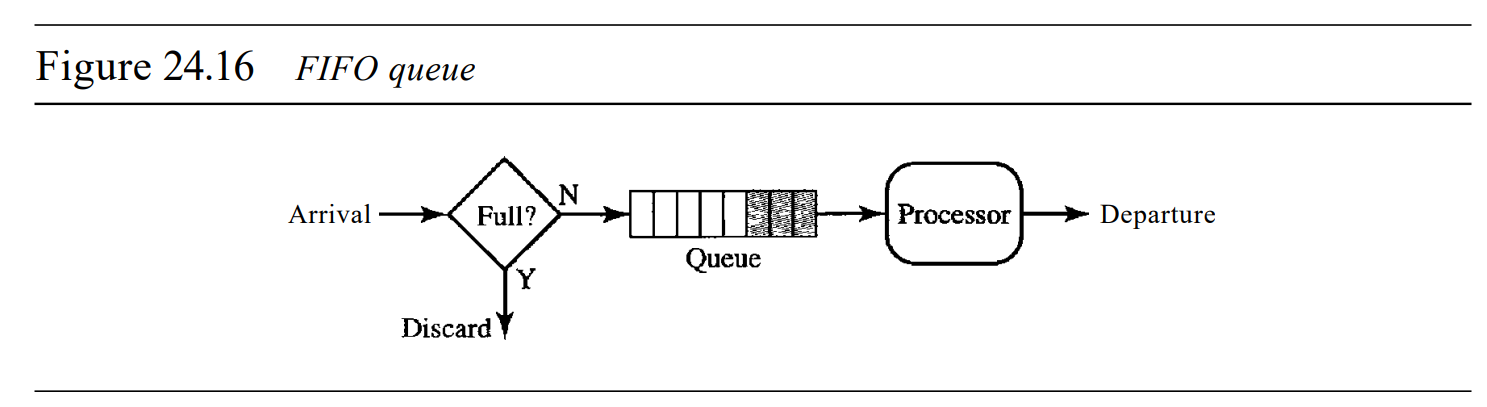 Figure 24.16 FIFO queue
Arrival
Full?
N
Y
Discard
Queue
Processor
Departure